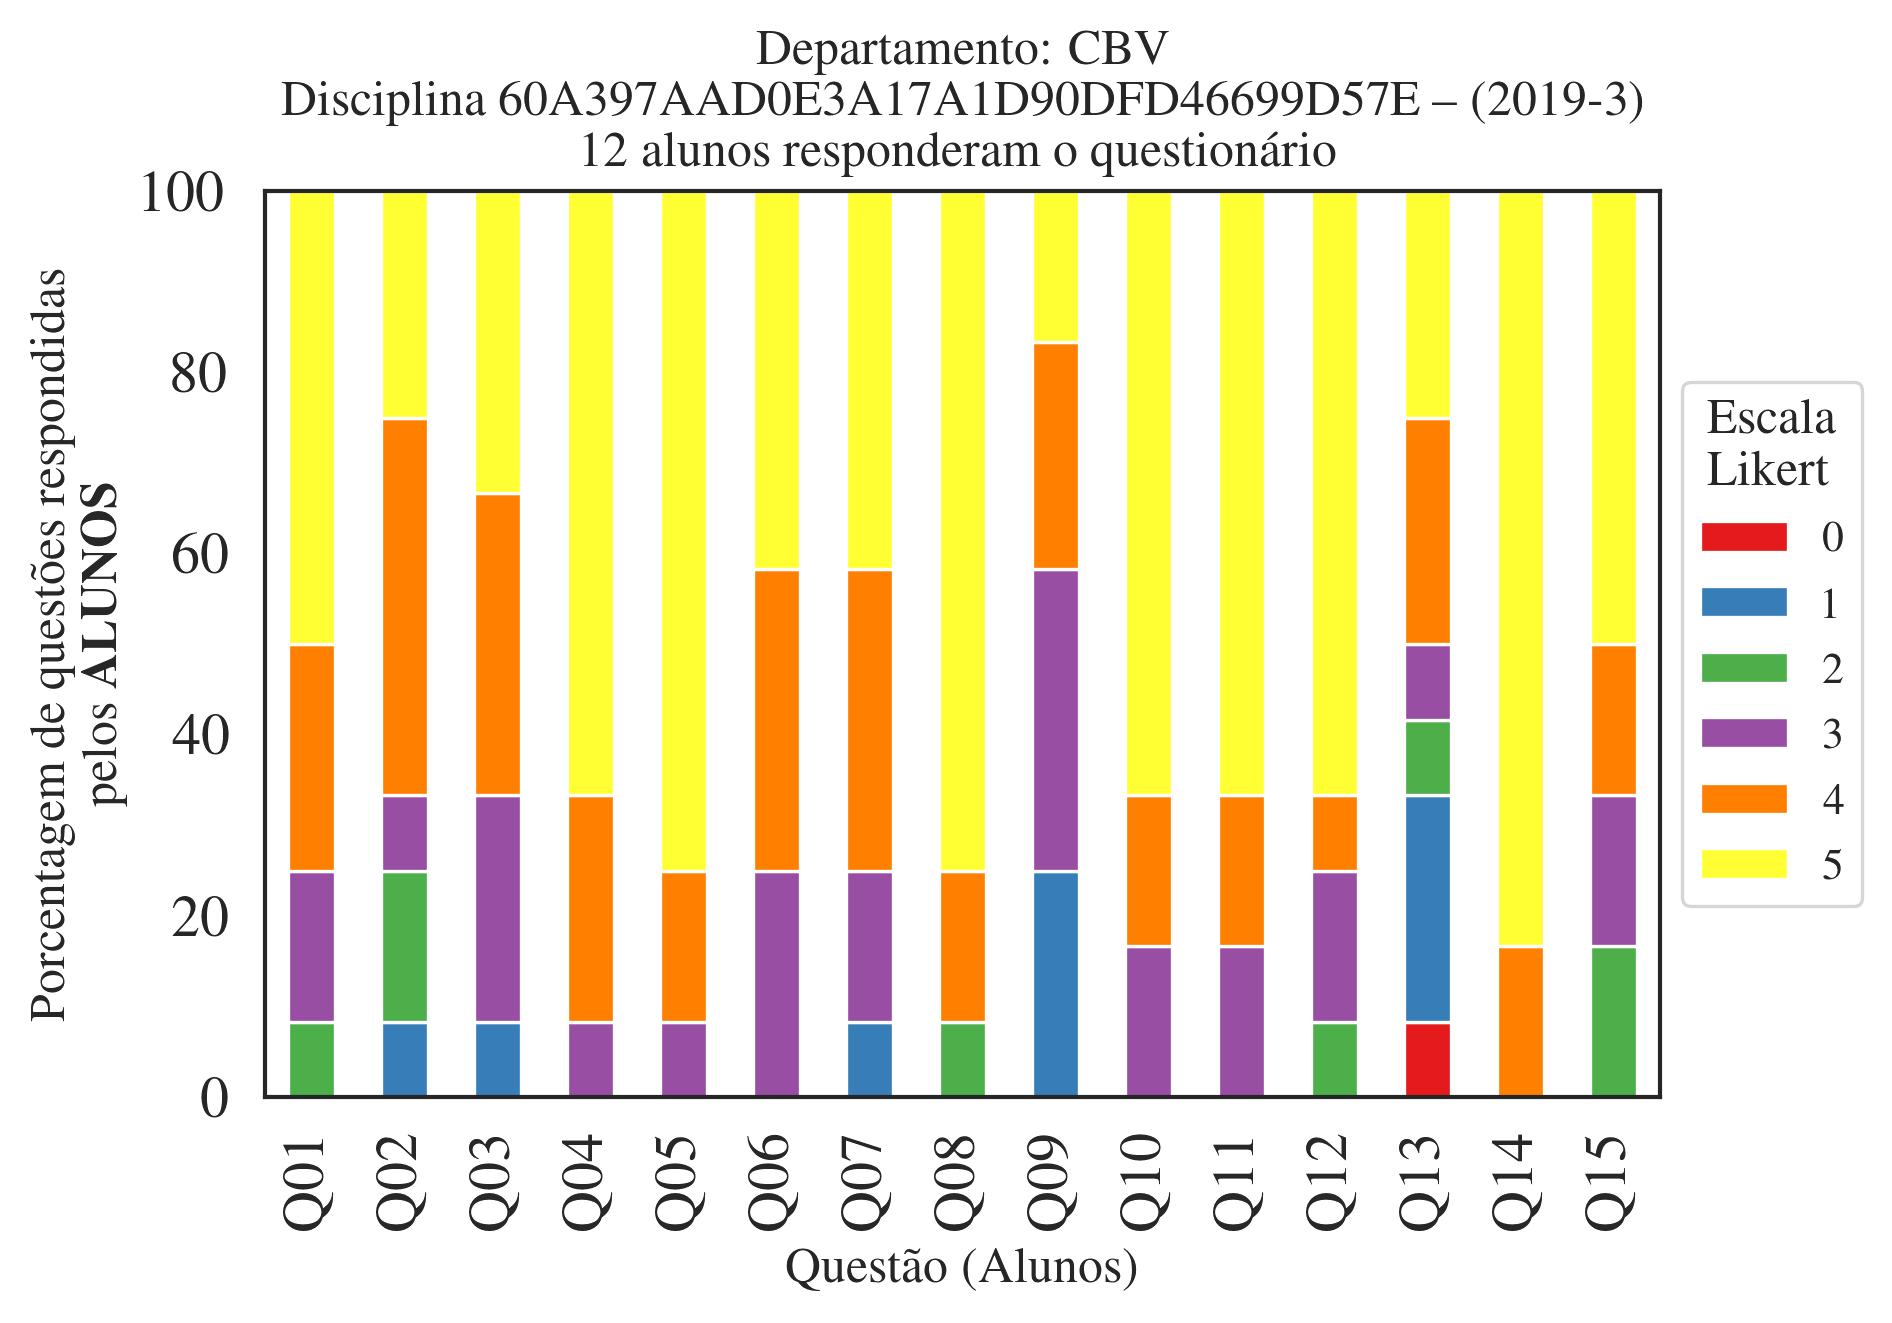 Departamento: CBV
Disciplina 60A397AAD0E3A17A1D90DFD46699D57E – (2019-3)
12 alunos responderam o questionário
Porcentagem de questões respondidas
pelos ALUNOS
100
80
60
40
20
0
Q01
Q02
Q03
Q04
Q05
Q06
Q07
Q08
Q09
Q10
Q11
Q12
Q13
Q14
Q15
Questão (Alunos)
Escala
Likert
0
1
2
3
4
5